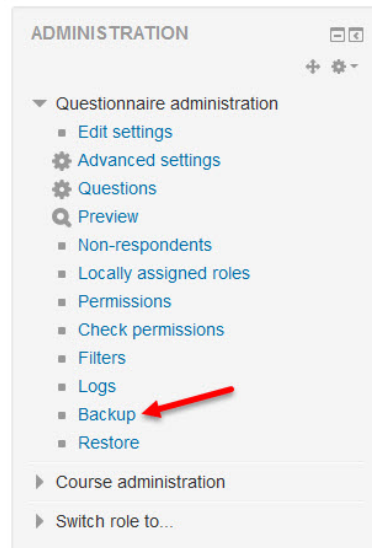 ADMINISTRATION
Questionnaire administration
Edit settings
Advanced settings
Questions
Preview
Non-respondents
Locally assigned roles
Permissions
Check permissions
Filters
Logs
Backup
Restore
Course administration
Switch role to...